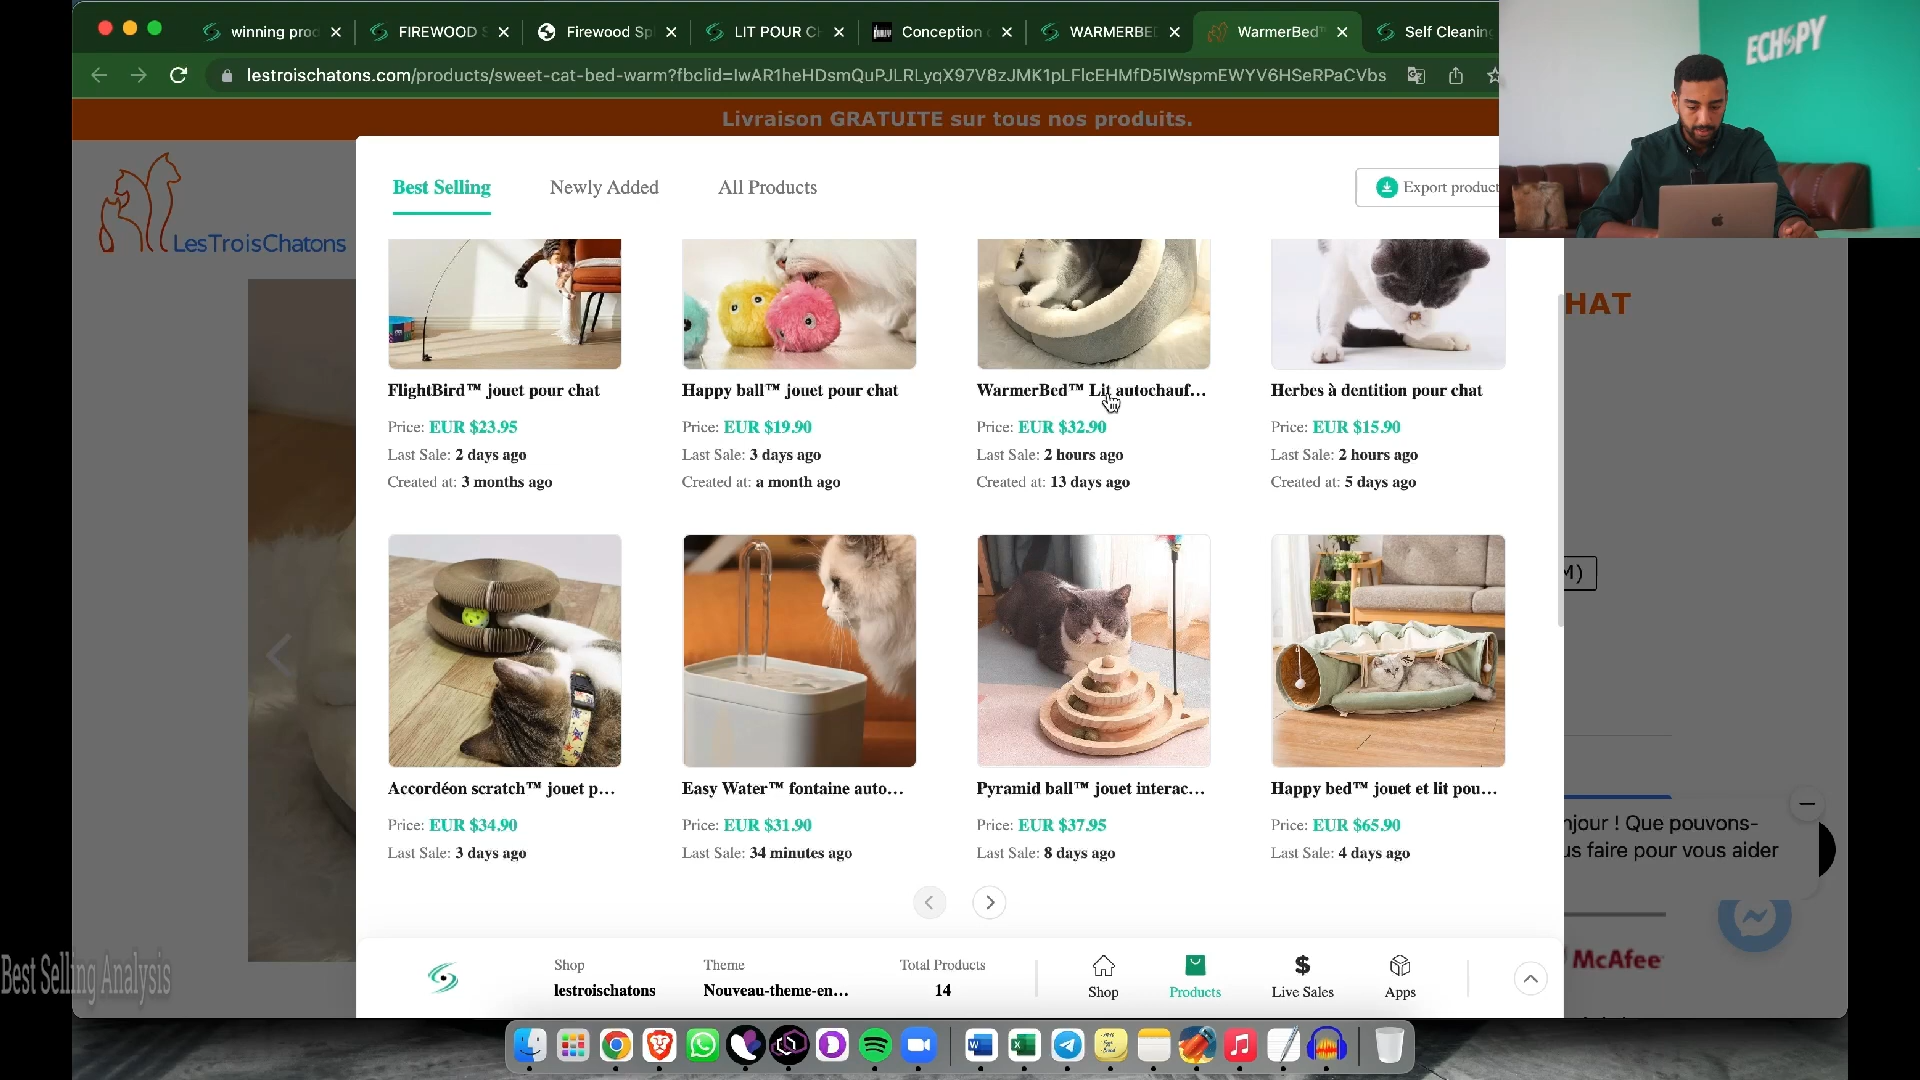 winning prod
FIREWOOD S
Firewood Spl
LIT POUR CH
Conception d
WARMERBED
WarmerBed™
Self Cleaning
lestroischatons.com/products/sweet-cat-bed-warm?fbclid=IwAR1heHDsmQuPJLRLyqX97V8zJMK1pLFlcEHMfD5IWspmEWYV6HSeRPaCVbs
ECHOPY
Livraison GRATUITE sur tous nos produits.
LesTroisChatons
Best Selling
Newly Added
All Products
Export product
HAT
FlightBird™ jouet pour chat
Price: EUR $23.95
Last Sale: 2 days ago
Created at: 3 months ago
Happy ball™ jouet pour chat
Price: EUR $19.90
Last Sale: 3 days ago
Created at: a month ago
WarmerBed™ Lit autochauf...
Price: EUR $32.90
Last Sale: 2 hours ago
Created at: 13 days ago
Herbes à dentition pour chat
Price: EUR $15.90
Last Sale: 2 hours ago
Created at: 5 days ago
M)
Accordéon scratch™ jouet p...
Price: EUR $34.90
Last Sale: 3 days ago
Easy Water™ fontaine auto...
Price: EUR $31.90
Last Sale: 34 minutes ago
Pyramid ball™ jouet interac...
Price: EUR $37.95
Last Sale: 8 days ago
Happy bed™ jouet et lit pou...
Price: EUR $65.90
Last Sale: 4 days ago
njour ! Que pouvons-
us faire pour vous aider
McAfee
Best Selling Analysis
Shop
lestroischatons
Theme
Nouveau-theme-en...
Total Products
14
Shop
Products
Live Sales
Apps